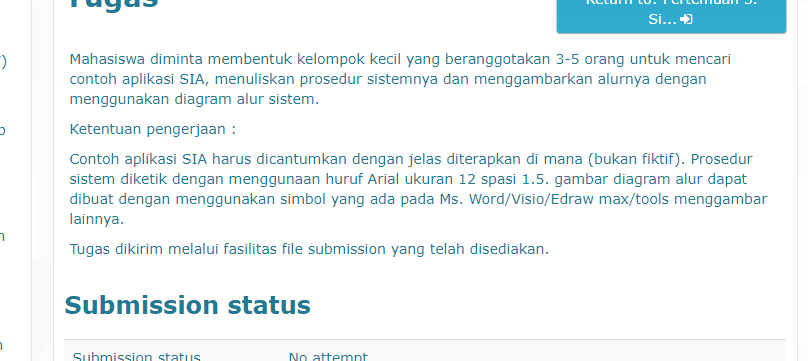 Tugas
Return to: Pertemuan 3:
Si...
Mahasiswa diminta membentuk kelompok kecil yang beranggotakan 3-5 orang untuk mencari
contoh aplikasi SIA, menuliskan prosedur sistemnya dan menggambarkan alurnya dengan
menggunakan diagram alur sistem.
Ketentuan pengerjaan :
Contoh aplikasi SIA harus dicantumkan dengan jelas diterapkan di mana (bukan fiktif). Prosedur
sistem diketik dengan menggunaan huruf Arial ukuran 12 spasi 1.5. gambar diagram alur dapat
dibuat dengan menggunakan simbol yang ada pada Ms. Word/Visio/Edraw max/tools menggambar
lainnya.
Tugas dikirim melalui fasilitas file submission yang telah disediakan.
Submission status
Submission status No attempt